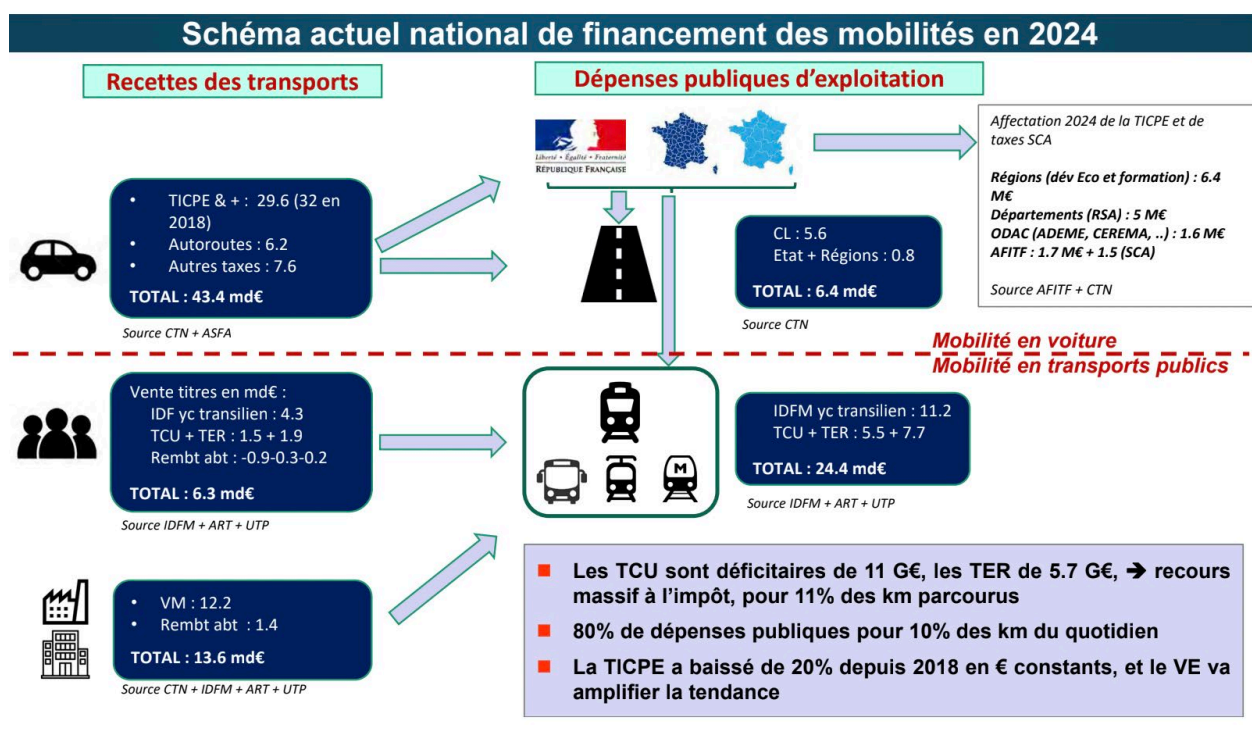 Schéma actuel national de financement des mobilités en 2024
Recettes des transports
Dépenses publiques d'exploitation
Liberté • Égalité • Fraternité
RÉPUBLIQUE FRANÇAISE
Affectation 2024 de la TICPE et de
taxes SCA
Régions (dév Eco et formation) : 6.4
M€
Départements (RSA) : 5 M€
ODAC (ADEME, CEREMA, ..) : 1.6 M€
AFITF : 1.7 M€ + 1.5 (SCA)
Source AFITF + CTN
• TICPE & + : 29.6 (32 en
2018)
• Autoroutes : 6.2
• Autres taxes : 7.6
TOTAL : 43.4 md€
Source CTN + ASFA
CL : 5.6
Etat + Régions : 0.8
TOTAL : 6.4 md€
Source CTN
Mobilité en voiture
Mobilité en transports publics
Vente titres en md€ :
IDF yc transilien : 4.3
TCU + TER : 1.5 + 1.9
Rembt abt : -0.9-0.3-0.2
TOTAL : 6.3 md€
Source IDFM + ART + UTP
M
IDFM yc transilien : 11.2
TCU + TER : 5.5 + 7.7
TOTAL : 24.4 md€
Source IDFM + ART + UTP
• VM : 12.2
• Rembt abt : 1.4
TOTAL : 13.6 md€
Source CTN + IDFM + ART + UTP
■ Les TCU sont déficitaires de 11 G€, les TER de 5.7 G€, ➔ recours
massif à l'impôt, pour 11% des km parcourus
■ 80% de dépenses publiques pour 10% des km du quotidien
■ La TICPE a baissé de 20% depuis 2018 en € constants, et le VE va
amplifier la tendance